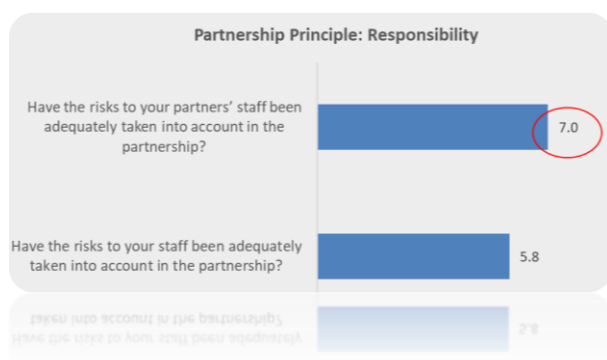 Partnership Principle: Responsibility
Have the risks to your partners’ staff been
adequately taken into account in the
partnership?
7.0
Have the risks to your staff been adequately
taken into account in the partnership?
5.8